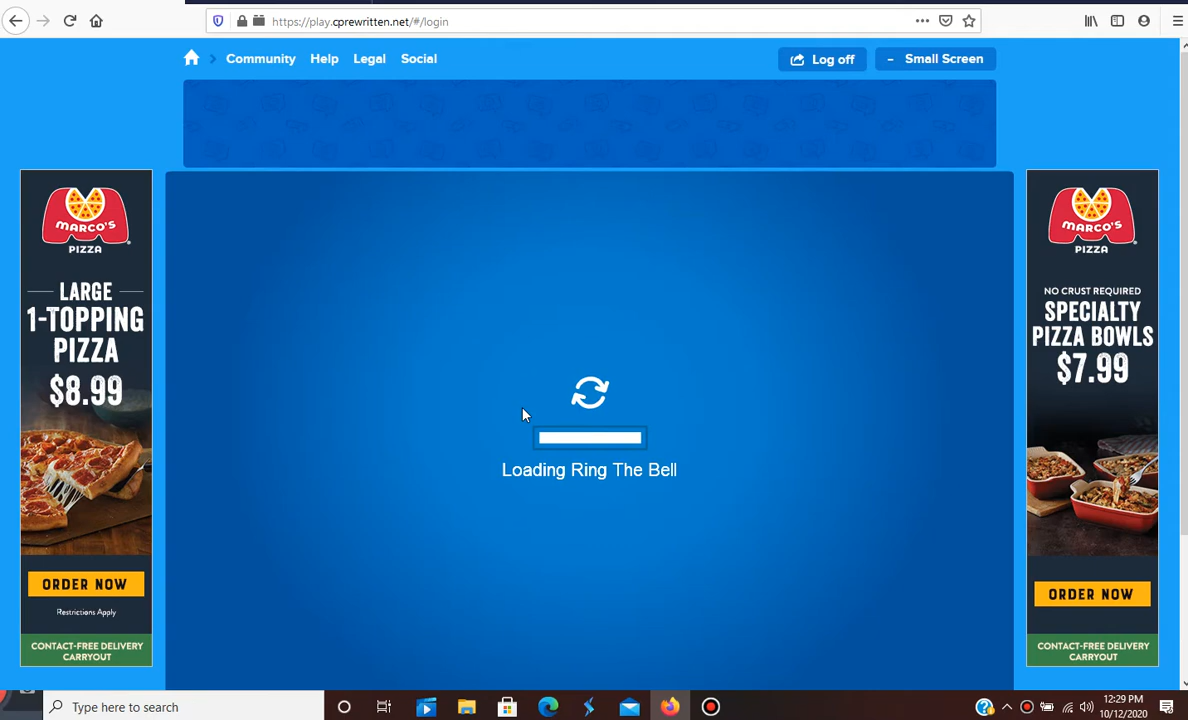 https://play.cprewritten.net/#/login
Community Help Legal Social
Log off
- Small Screen
MARCO'S
PIZZA
LARGE
1-TOPPING
PIZZA
$8.99
ORDER NOW
Restrictions Apply
CONTACT-FREE DELIVERY
CARRYOUT
Loading Ring The Bell
MARCO'S
PIZZA
NO CRUST REQUIRED
SPECIALTY
PIZZA BOWLS
$7.99
ORDER NOW
CONTACT-FREE DELIVERY
CARRYOUT
Type here to search
12:29 PM
10/12/2020